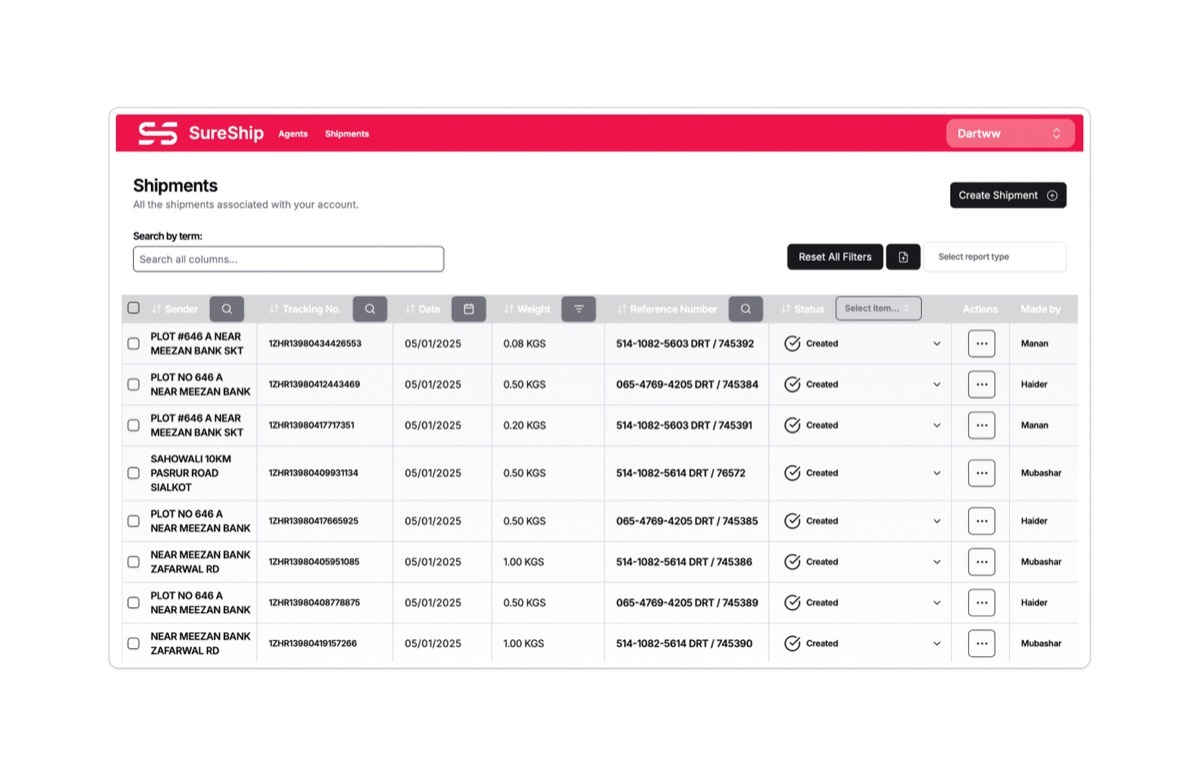 SureShip Agents Shipments Dartww
Shipments
All the shipments associated with your account.
Create Shipment
Search by term:
Search all columns...
Reset All Filters
Select report type
Sender Tracking No. Date Weight Reference Number Status Select item... Actions Made by
PLOT #646 A NEAR
MEEZAN BANK SKT
1ZHR13980434426553 05/01/2025 0.08 KGS 514-1082-5603 DRT / 745392 Created Manan
PLOT NO 646 A
NEAR MEEZAN BANK
1ZHR13980412443469 05/01/2025 0.50 KGS 065-4769-4205 DRT / 745384 Created Haider
PLOT #646 A NEAR
MEEZAN BANK SKT
1ZHR13980417717351 05/01/2025 0.20 KGS 514-1082-5603 DRT / 745391 Created Manan
SAHOWALI 10KM
PASRUR ROAD
SIALKOT
1ZHR13980409931134 05/01/2025 0.50 KGS 514-1082-5614 DRT / 76572 Created Mubashar
PLOT NO 646 A
NEAR MEEZAN BANK
1ZHR13980417665925 05/01/2025 0.50 KGS 065-4769-4205 DRT / 745385 Created Haider
NEAR MEEZAN BANK
ZAFARWAL RD
1ZHR13980405951085 05/01/2025 1.00 KGS 514-1082-5614 DRT / 745386 Created Mubashar
PLOT NO 646 A
NEAR MEEZAN BANK
1ZHR13980408778875 05/01/2025 0.50 KGS 065-4769-4205 DRT / 745389 Created Haider
NEAR MEEZAN BANK
ZAFARWAL RD
1ZHR13980419157266 05/01/2025 1.00 KGS 514-1082-5614 DRT / 745390 Created Mubashar